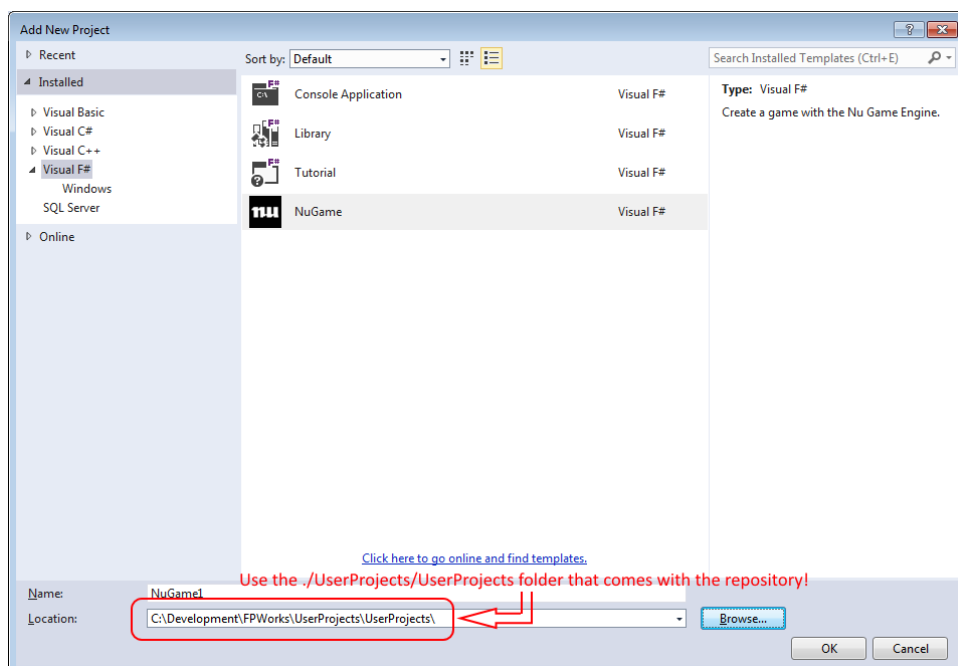 Add New Project
Recent
Sort by: Default
Search Installed Templates (Ctrl+E)
Installed
Visual Basic
Visual C#
Visual C++
Visual F#
Windows
SQL Server
Online
Console Application Visual F#
Library Visual F#
Tutorial Visual F#
nu NuGame Visual F#
Type: Visual F#
Create a game with the Nu Game Engine.
Click here to go online and find templates.
Use the ./UserProjects/UserProjects folder that comes with the repository!
Name: NuGame1
Location: C:\Development\FPWorks\UserProjects\UserProjects\ Browse...
OK Cancel